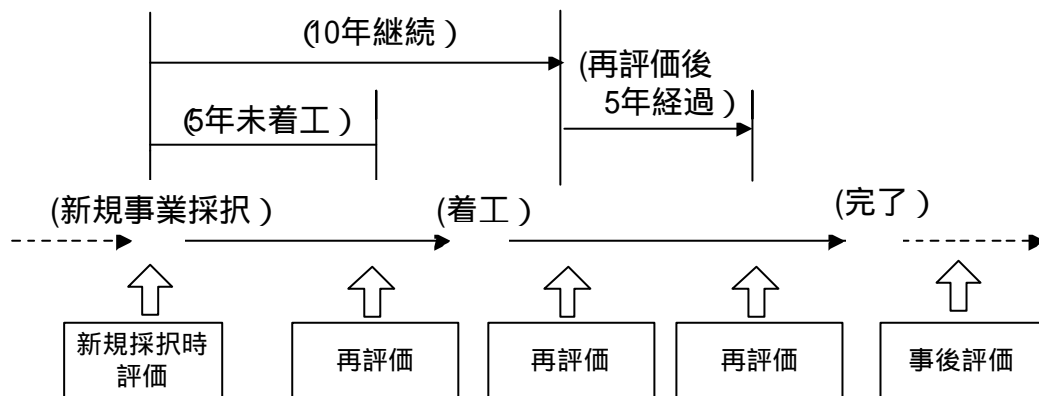 (10年継続）
(再評価後
5年経過）
(5年未着工）
(新規事業採択）
(着工）
(完了）
新規採択時
評価
再評価
再評価
再評価
事後評価